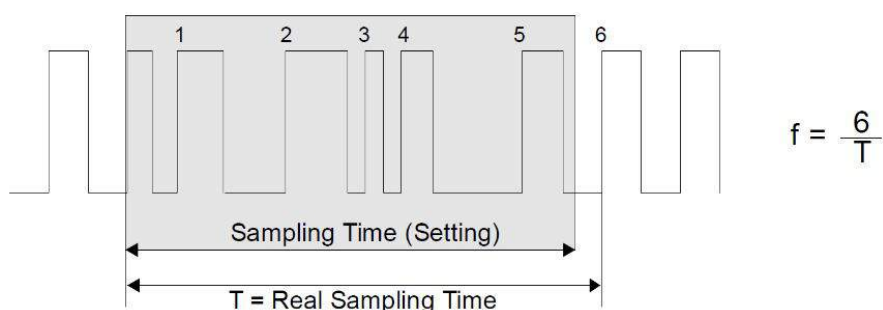 1 2 3 4 5 6
f = 6/T
Sampling Time (Setting)
T = Real Sampling Time